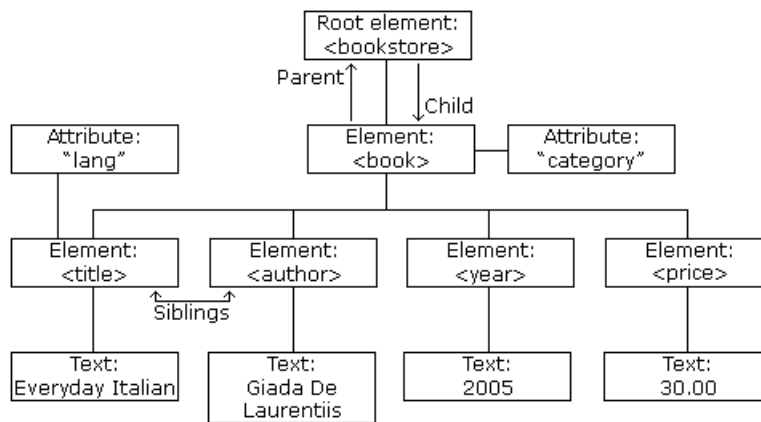 Root element:
<bookstore>
Parent
Child
Attribute:
"lang"
Element:
<book>
Attribute:
"category"
Element:
<title>
Element:
<author>
Element:
<year>
Element:
<price>
Siblings
Text:
Everyday Italian
Text:
Giada De
Laurentiis
Text:
2005
Text:
30.00